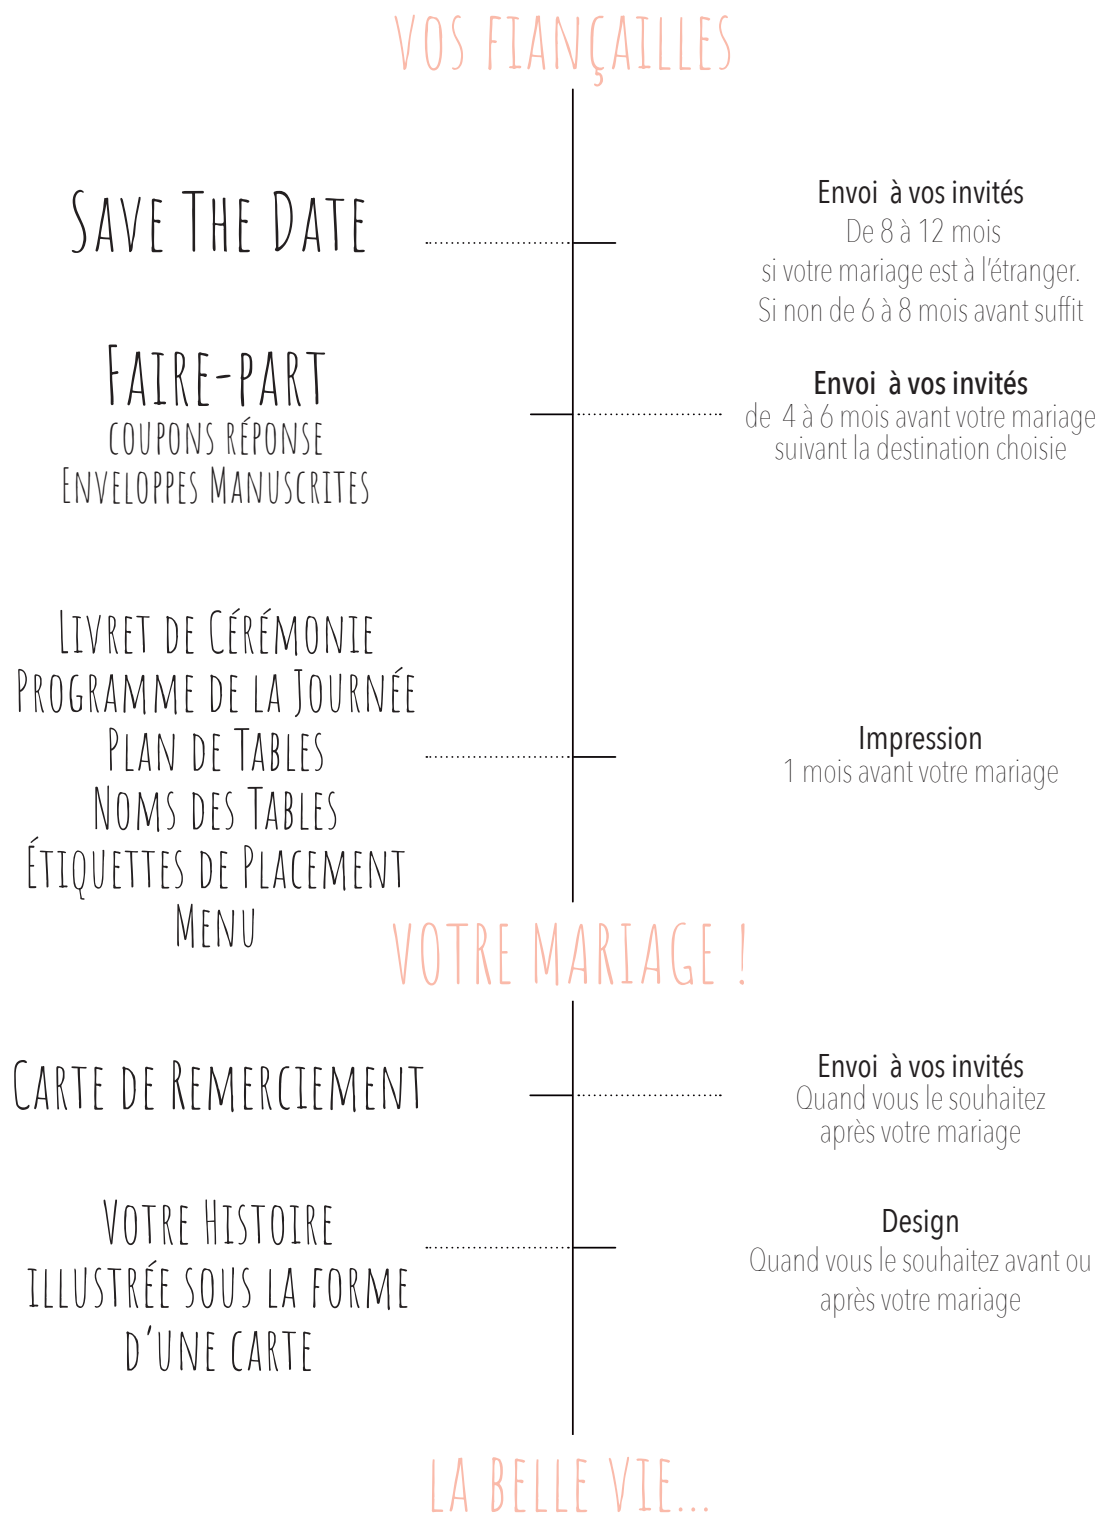 VOS FIANÇAILLES
SAVE THE DATE
Envoi à vos invités
De 8 à 12 mois
si votre mariage est à l'étranger.
Si non de 6 à 8 mois avant suffit
FAIRE-PART
COUPONS RÉPONSE
ENVELOPPES MANUSCRITES
Envoi à vos invités
de 4 à 6 mois avant votre mariage
suivant la destination choisie
LIVRET DE CÉRÉMONIE
PROGRAMME DE LA JOURNÉE
PLAN DE TABLES
NOMS DES TABLES
ÉTIQUETTES DE PLACEMENT
MENU
Impression
1 mois avant votre mariage
VOTRE MARIAGE !
CARTE DE REMERCIEMENT
Envoi à vos invités
Quand vous le souhaitez
après votre mariage
VOTRE HISTOIRE
ILLUSTRÉE SOUS LA FORME
D'UNE CARTE
Design
Quand vous le souhaitez avant ou
après votre mariage
LA BELLE VIE...